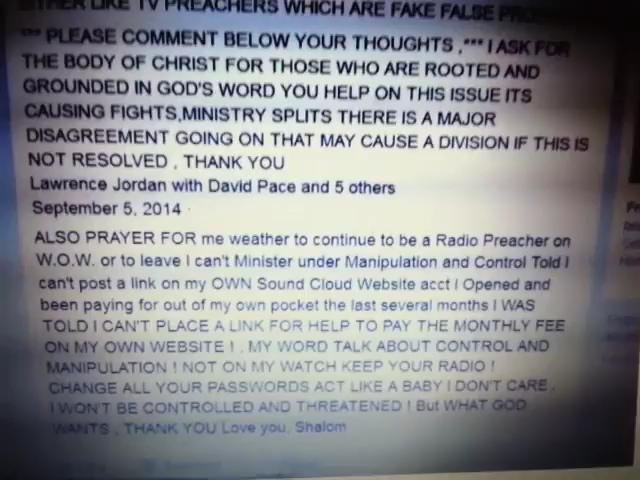 LIKE TV PREACHERS WHICH ARE FAKE FALSE
*** PLEASE COMMENT BELOW YOUR THOUGHTS ,*** I ASK FOR
THE BODY OF CHRIST FOR THOSE WHO ARE ROOTED AND
GROUNDED IN GOD'S WORD YOU HELP ON THIS ISSUE ITS
CAUSING FIGHTS,MINISTRY SPLITS THERE IS A MAJOR
DISAGREEMENT GOING ON THAT MAY CAUSE A DIVISION IF THIS IS
NOT RESOLVED , THANK YOU
Lawrence Jordan with David Pace and 5 others
September 5, 2014 ·
ALSO PRAYER FOR me weather to continue to be a Radio Preacher on
W.O.W. or to leave I can't Minister under Manipulation and Control Told I
can't post a link on my OWN Sound Cloud Website acct I Opened and
been paying for out of my own pocket the last several months I WAS
TOLD I CAN'T PLACE A LINK FOR HELP TO PAY THE MONTHLY FEE
ON MY OWN WEBSITE ! , MY WORD TALK ABOUT CONTROL AND
MANIPULATION ! NOT ON MY WATCH KEEP YOUR RADIO !
CHANGE ALL YOUR PASSWORDS ACT LIKE A BABY I DON'T CARE ,
I WON'T BE CONTROLLED AND THREATENED ! But WHAT GOD
WANTS , THANK YOU Love you, Shalom